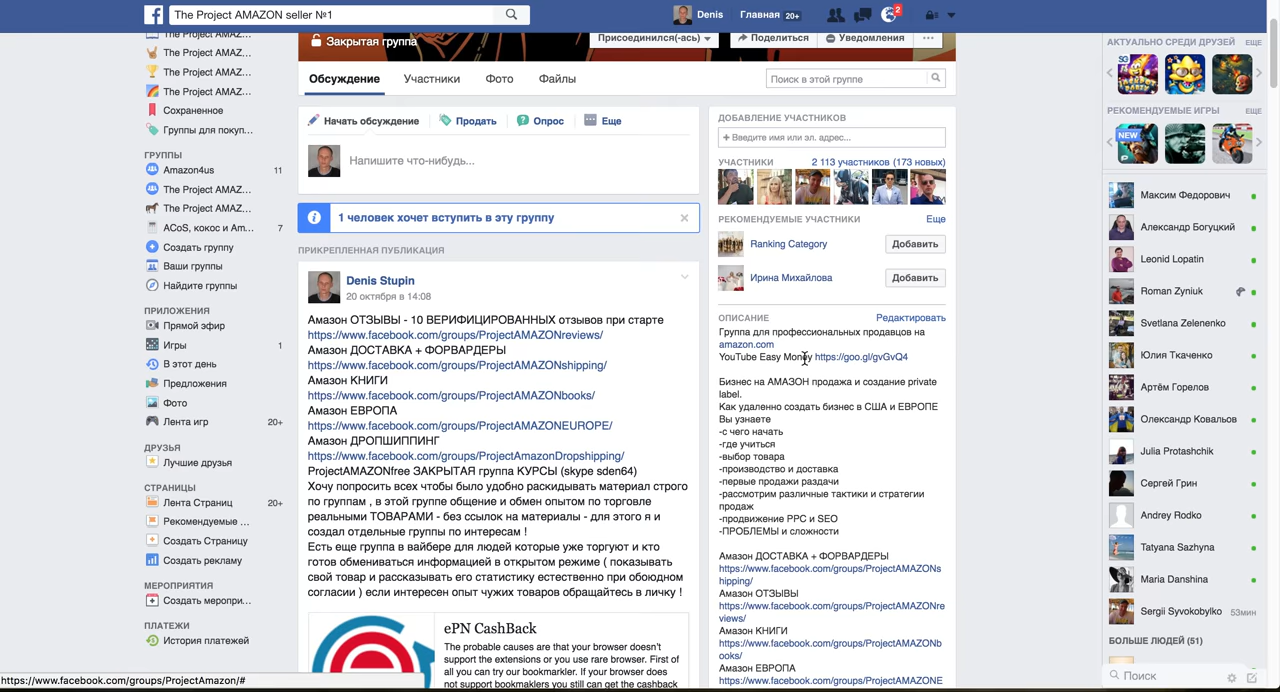 The Project AMAZON seller №1
Denis
Главная 20+
2
The Project AMAZ...
The Project AMAZ...
The Project AMAZ...
The Project AMAZ...
Сохраненное
Группы для покуп...
ГРУППЫ
Amazon4us 11
The Project AMAZ...
The Project AMAZ...
ACoS, кокос и Am... 7
Создать группу
Ваши группы
Найдите группы
ПРИЛОЖЕНИЯ
Прямой эфир
Игры 1
В этот день
Предложения
Фото
Лента игр 20+
ДРУЗЬЯ
Лучшие друзья
СТРАНИЦЫ
Лента Страниц 20+
Рекомендуемые ...
Создать Страницу
Создать рекламу
МЕРОПРИЯТИЯ
Создать меропри...
ПЛАТЕЖИ
История платежей
https://www.facebook.com/groups/ProjectAmazon/#
Закрытая группа
Присоединился(-ась)
Поделиться
Уведомления
Обсуждение
Участники
Фото
Файлы
Поиск в этой группе
Начать обсуждение
Продать
Опрос
Еще
Напишите что-нибудь...
1 человек хочет вступить в эту группу
ПРИКРЕПЛЕННАЯ ПУБЛИКАЦИЯ
Denis Stupin
20 октября в 14:08
Амазон ОТЗЫВЫ - 10 ВЕРИФИЦИРОВАННЫХ отзывов при старте
https://www.facebook.com/groups/ProjectAMAZONreviews/
Амазон ДОСТАВКА + ФОРВАРДЕРЫ
https://www.facebook.com/groups/ProjectAMAZONshipping/
Амазон КНИГИ
https://www.facebook.com/groups/ProjectAMAZONbooks/
Амазон ЕВРОПА
https://www.facebook.com/groups/ProjectAMAZONEUROPE/
Амазон ДРОПШИППИНГ
https://www.facebook.com/groups/ProjectAmazonDropshipping/
ProjectAMAZONfree ЗАКРЫТАЯ группа КУРСЫ (skype sden64)
Хочу попросить всех чтобы было удобно раскидывать материал строго
по группам , в этой группе общение и обмен опытом по торговле
реальными ТОВАРАМИ - без ссылок на материалы - для этого я и
создал отдельные группы по интересам !
Есть еще группа в вайбере для людей которые уже торгуют и кто
готов обмениваться информацией в открытом режиме ( показывать
свой товар и рассказывать его статистику естественно при обоюдном
согласии ) если интересен опыт чужих товаров обращайтесь в личку !
ePN CashBack
The probable causes are that your browser doesn't
support the extensions or you use rare browser. First of
all you can try our bookmarkler. If your browser does
not support bookmaklers you still can get the cashback
ДОБАВЛЕНИЕ УЧАСТНИКОВ
+ Введите имя или эл. адрес...
УЧАСТНИКИ
2 113 участников (173 новых)
РЕКОМЕНДУЕМЫЕ УЧАСТНИКИ
Еще
Ranking Category
Добавить
Ирина Михайлова
Добавить
ОПИСАНИЕ
Редактировать
Группа для профессиональных продавцов на
amazon.com
YouTube Easy Money https://goo.gl/gvGvQ4
Бизнес на АМАЗОН продажа и создание private
label.
Как удаленно создать бизнес в США и ЕВРОПЕ
Вы узнаете
-с чего начать
-где учиться
-выбор товара
-производство и доставка
-первые продажи раздачи
-рассмотрим различные тактики и стратегии
продаж
-продвижение PPC и SEO
-ПРОБЛЕМЫ и сложности
Амазон ДОСТАВКА + ФОРВАРДЕРЫ
https://www.facebook.com/groups/ProjectAMAZONs
hipping/
Амазон ОТЗЫВЫ
https://www.facebook.com/groups/ProjectAMAZONre
views/
Амазон КНИГИ
https://www.facebook.com/groups/ProjectAMAZONb
ooks/
Амазон ЕВРОПА
https://www.facebook.com/groups/ProjectAMAZONE
АКТУАЛЬНО СРЕДИ ДРУЗЕЙ ЕЩЕ
РЕКОМЕНДУЕМЫЕ ИГРЫ ЕЩЕ
NEW
Максим Федорович
Александр Богуцкий
Leonid Lopatin
Roman Zyniuk
Svetlana Zelenenko
Юлия Ткаченко
Артём Горелов
Олександр Ковальов
Julia Protashchik
Сергей Грин
Andrey Rodko
Tatyana Sazhyna
Maria Danshina
Sergii Syvokobylko 53мин
БОЛЬШЕ ЛЮДЕЙ (51)
Поиск